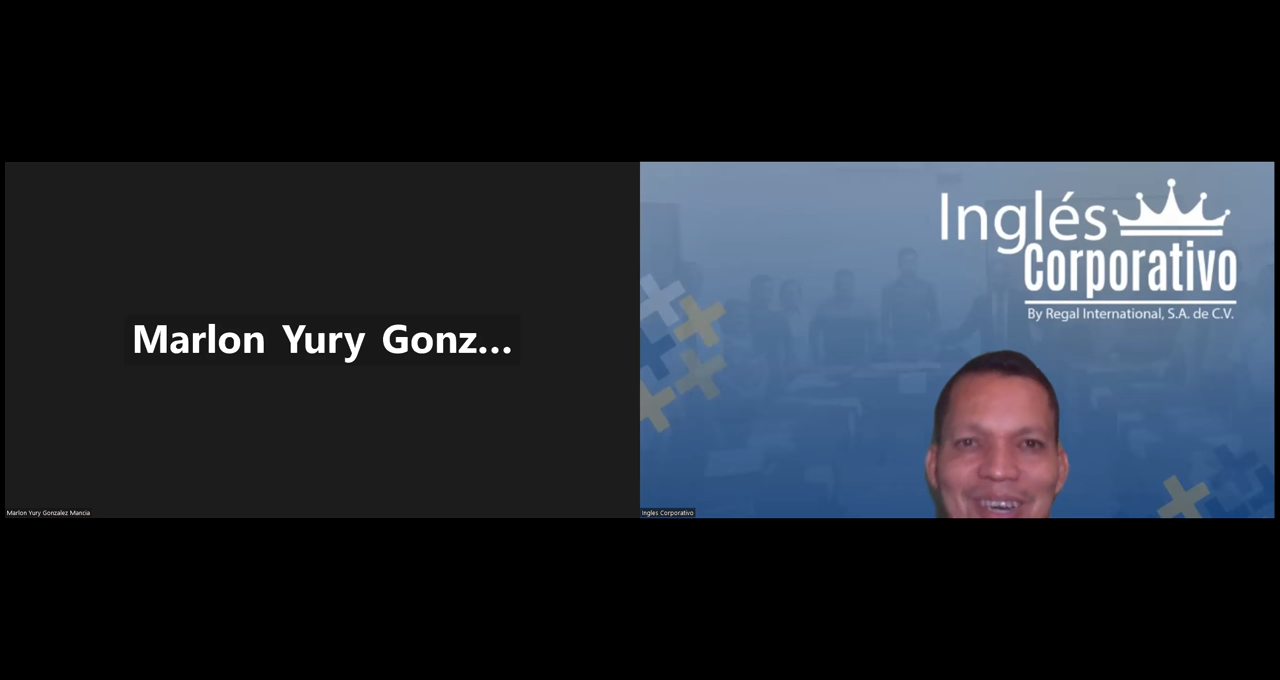 Marlon Yury Gonz...
Marlon Yury Gonzalez Mancia
Inglés
Corporativo
By Regal International, S.A. de C.V.
Ingles Corporativo